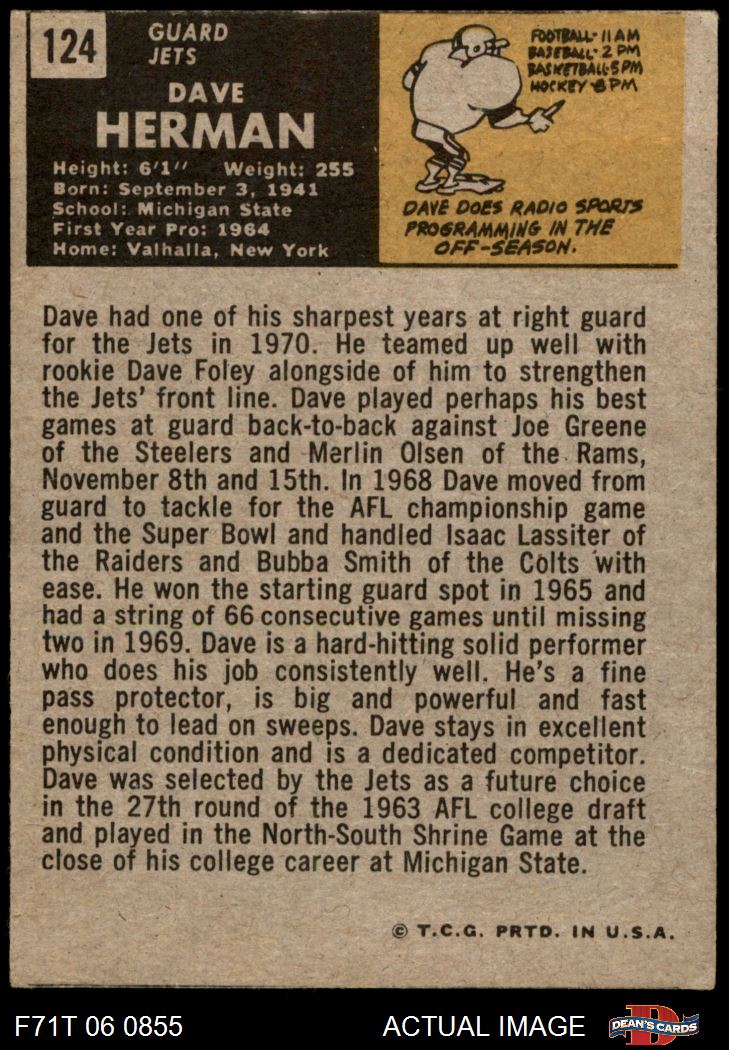 124
GUARD
JETS
DAVE
HERMAN
Height: 6'1" Weight: 255
Born: September 3, 1941
School: Michigan State
First Year Pro: 1964
Home: Valhalla, New York
FOOTBALL-11 AM
BASEBALL-2 PM
BASKETBALL-5 PM
HOCKEY-8 PM
DAVE DOES RADIO SPORTS
PROGRAMMING IN THE
OFF-SEASON.
Dave had one of his sharpest years at right guard
for the Jets in 1970. He teamed up well with
rookie Dave Foley alongside of him to strengthen
the Jets' front line. Dave played perhaps his best
games at guard back-to-back against Joe Greene
of the Steelers and Merlin Olsen of the Rams,
November 8th and 15th. In 1968 Dave moved from
guard to tackle for the AFL championship game
and the Super Bowl and handled Isaac Lassiter of
the Raiders and Bubba Smith of the Colts with
ease. He won the starting guard spot in 1965 and
had a string of 66 consecutive games until missing
two in 1969. Dave is a hard-hitting solid performer
who does his job consistently well. He's a fine
pass protector, is big and powerful and fast
enough to lead on sweeps. Dave stays in excellent
physical condition and is a dedicated competitor.
Dave was selected by the Jets as a future choice
in the 27th round of the 1963 AFL college draft
and played in the North-South Shrine Game at the
close of his college career at Michigan State.
© T.C.G. PRTD. IN U.S.A.
F71T 06 0855 ACTUAL IMAGE D DEAN'S CARDS